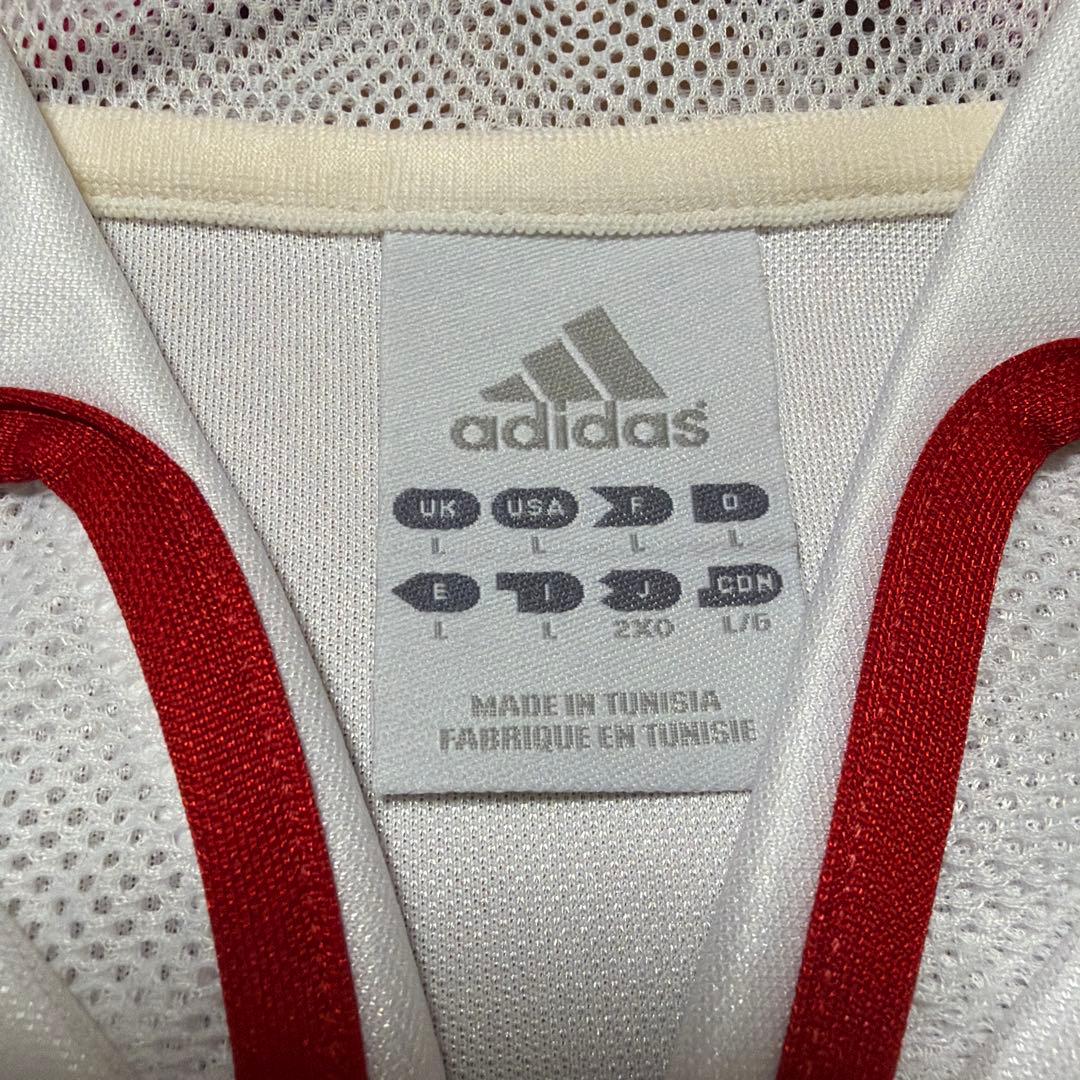 adidas
UK USA F D
L L L L
E I J CDN
L L 2XO L/G
MADE IN TUNISIA
FABRIQUE EN TUNISIE